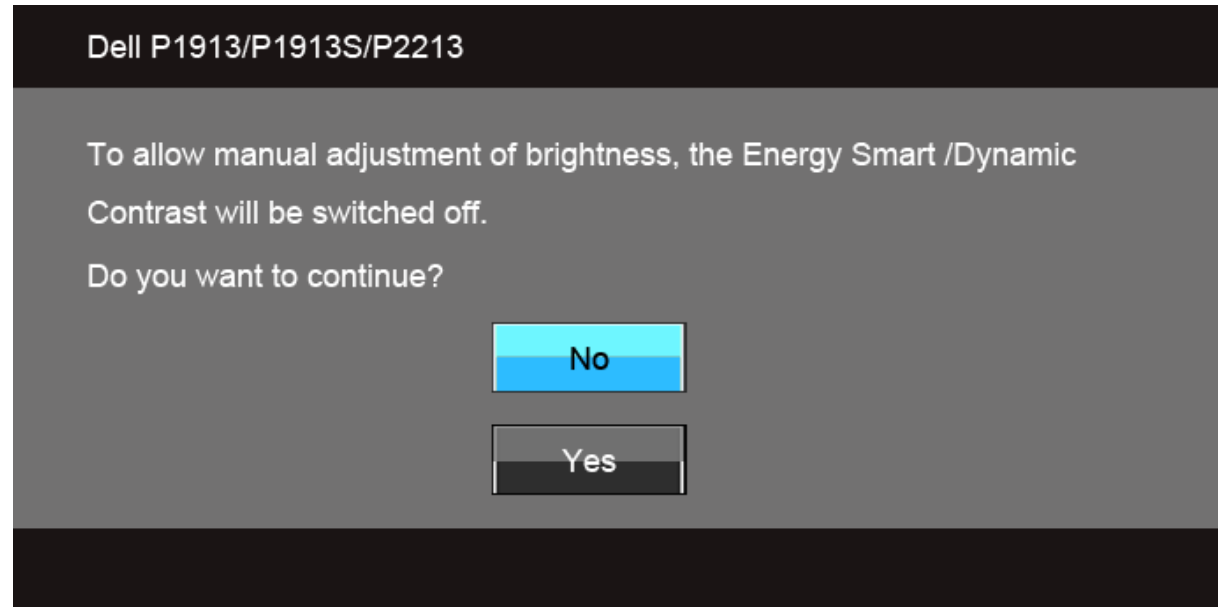 Dell P1913/P1913S/P2213
To allow manual adjustment of brightness, the Energy Smart /Dynamic
Contrast will be switched off.
Do you want to continue?
No
Yes